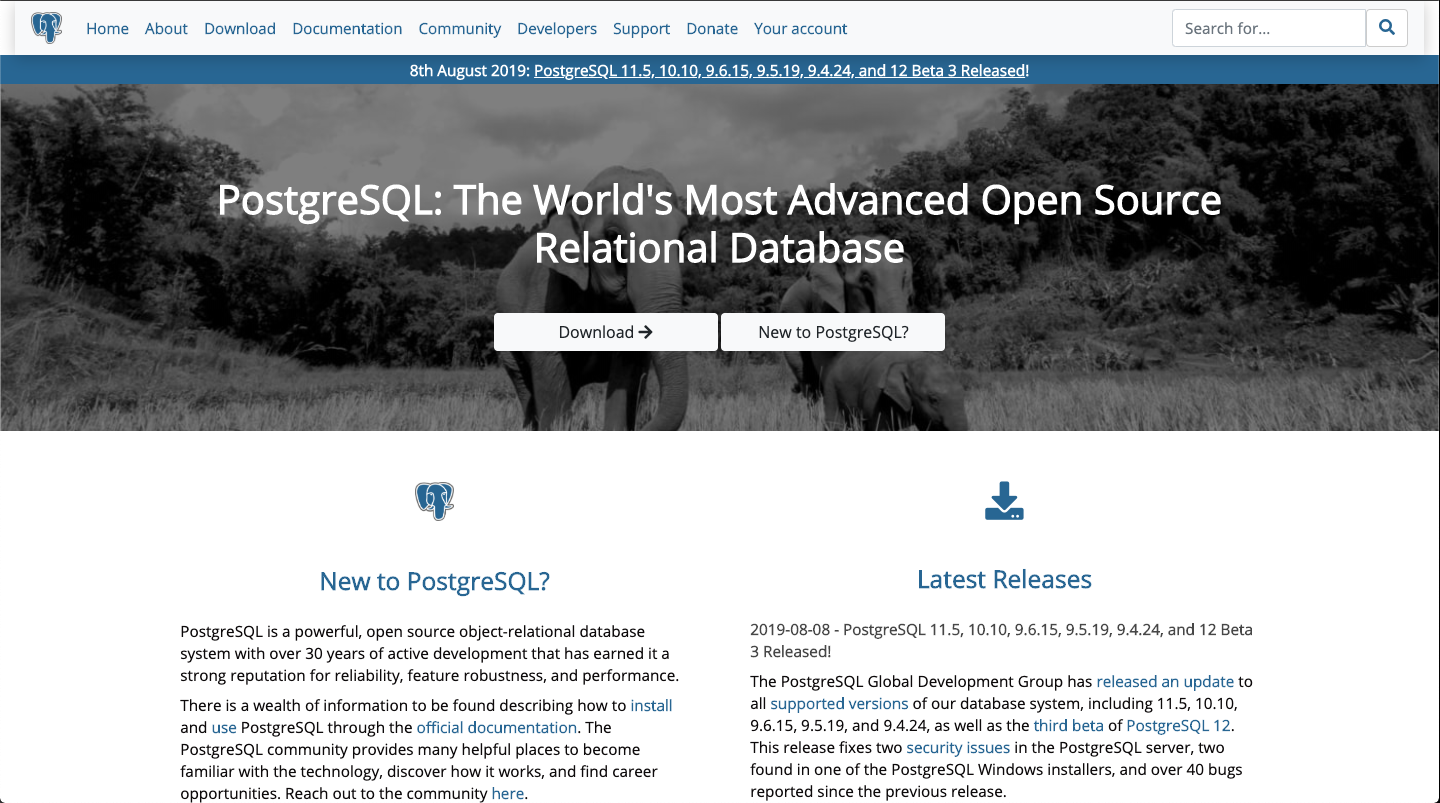 Home About Download Documentation Community Developers Support Donate Your account Search for...
8th August 2019: PostgreSQL 11.5, 10.10, 9.6.15, 9.5.19, 9.4.24, and 12 Beta 3 Released!
PostgreSQL: The World's Most Advanced Open Source
Relational Database
Download New to PostgreSQL?
New to PostgreSQL?
PostgreSQL is a powerful, open source object-relational database
system with over 30 years of active development that has earned it a
strong reputation for reliability, feature robustness, and performance.
There is a wealth of information to be found describing how to install
and use PostgreSQL through the official documentation. The
PostgreSQL community provides many helpful places to become
familiar with the technology, discover how it works, and find career
opportunities. Reach out to the community here.
Latest Releases
2019-08-08 - PostgreSQL 11.5, 10.10, 9.6.15, 9.5.19, 9.4.24, and 12 Beta
3 Released!
The PostgreSQL Global Development Group has released an update to
all supported versions of our database system, including 11.5, 10.10,
9.6.15, 9.5.19, and 9.4.24, as well as the third beta of PostgreSQL 12.
This release fixes two security issues in the PostgreSQL server, two
found in one of the PostgreSQL Windows installers, and over 40 bugs
reported since the previous release.